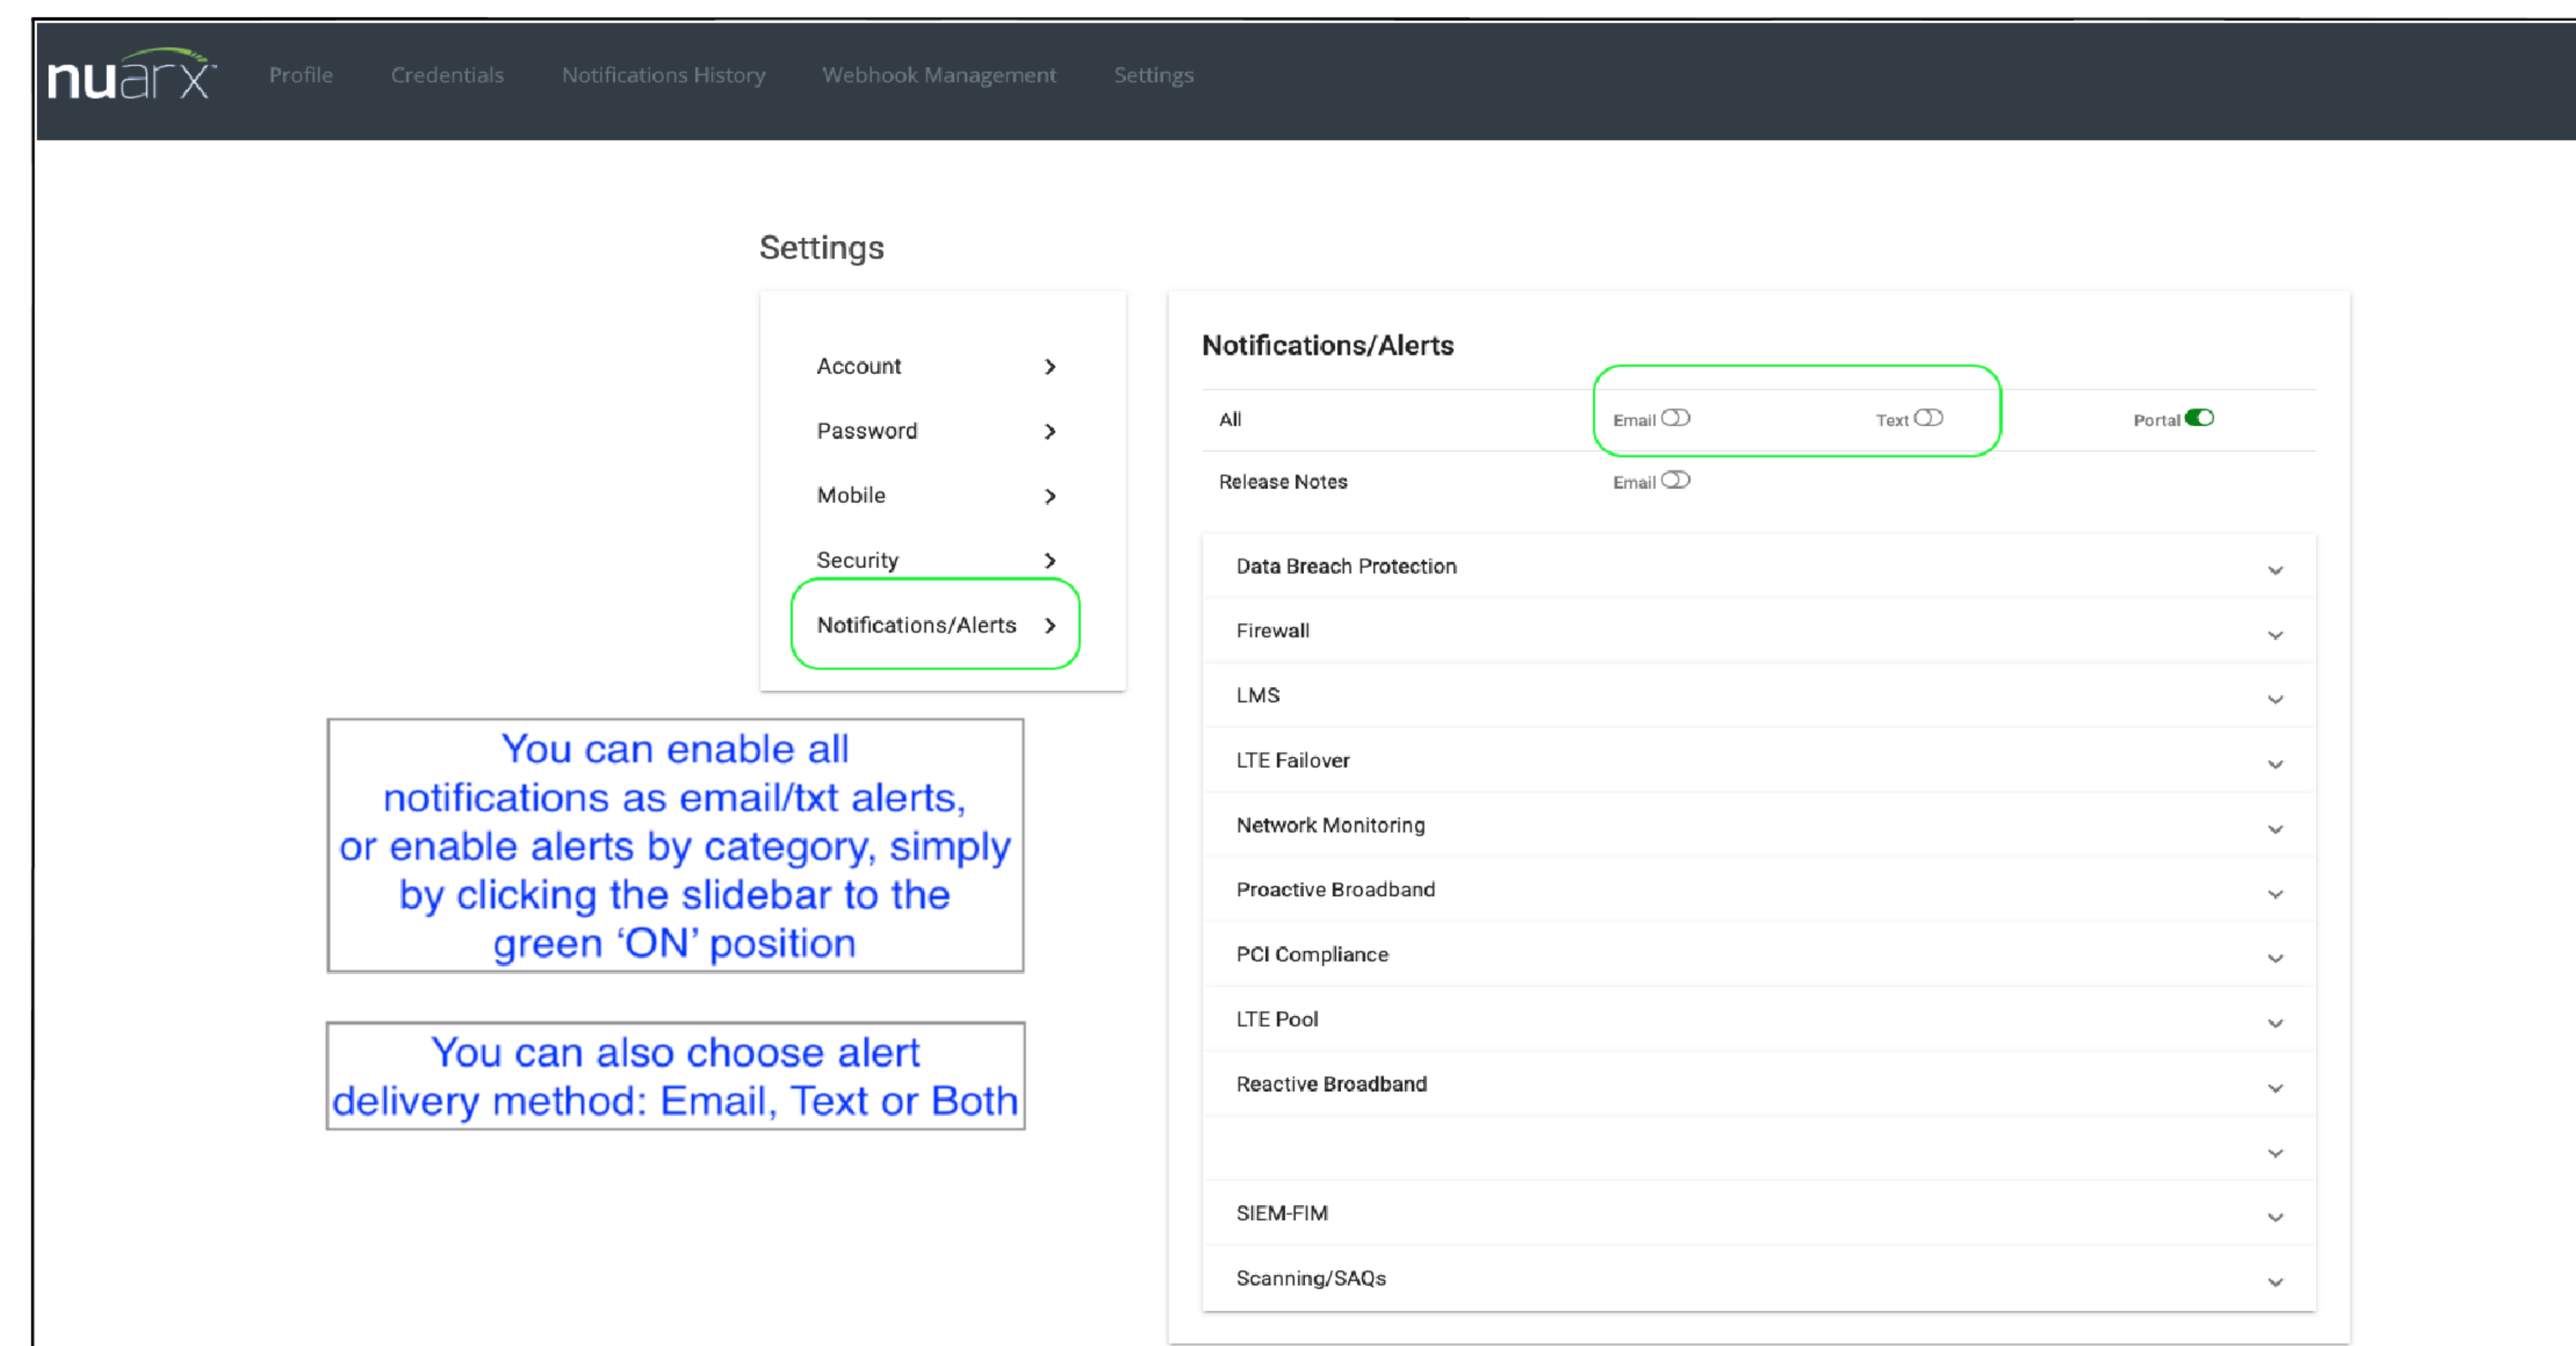 nuarx™ Profile Credentials Notifications History Webhook Management Settings
Settings
Account
Password
Mobile
Security
Notifications/Alerts
You can enable all
notifications as email/txt alerts,
or enable alerts by category, simply
by clicking the slidebar to the
green ‘ON’ position
You can also choose alert
delivery method: Email, Text or Both
Notifications/Alerts
All Email Text Portal
Release Notes Email
Data Breach Protection
Firewall
LMS
LTE Failover
Network Monitoring
Proactive Broadband
PCI Compliance
LTE Pool
Reactive Broadband
SIEM-FIM
Scanning/SAQs